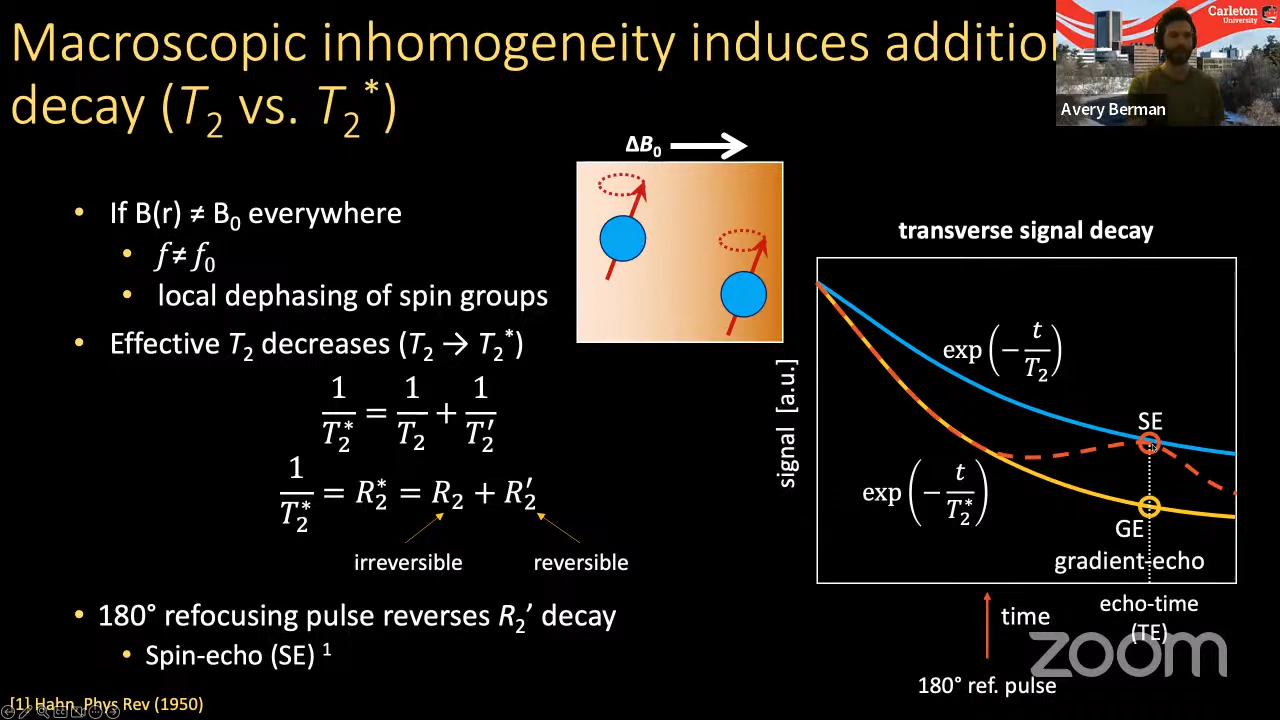 Macroscopic inhomogeneity induces addition
decay (T₂ vs. T₂*)
Carleton
University
Avery Berman
ΔB₀
• If B(r) ≠ B₀ everywhere
• f ≠ f₀
• local dephasing of spin groups
• Effective T₂ decreases (T₂ → T₂*)
1/T₂* = 1/T₂ + 1/T₂′
1/T₂* = R₂* = R₂ + R₂′
irreversible
reversible
• 180° refocusing pulse reverses R₂′ decay
• Spin-echo (SE) ¹
[1] Hahn, Phys Rev (1950)
transverse signal decay
signal [a.u.]
exp(−t/T₂)
SE
exp(−t/T₂*)
GE
gradient-echo
time
echo-time
(TE)
180° ref. pulse
zoom